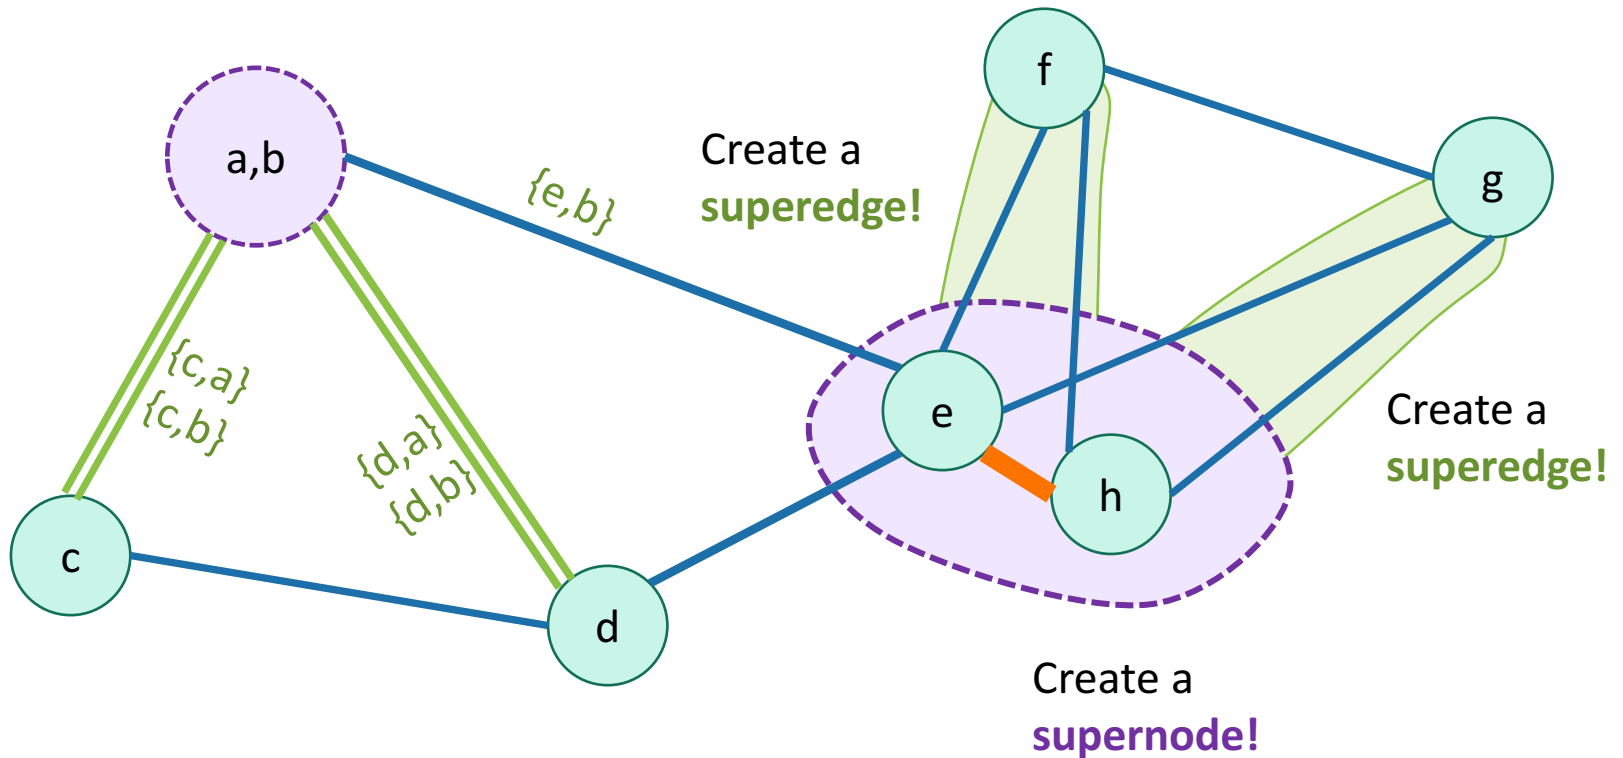 f
Create a
superedge!
a,b
{e,b}
g
{c,a}
{c,b}
{d,a}
{d,b}
e
Create a
superedge!
h
c
d
Create a
supernode!